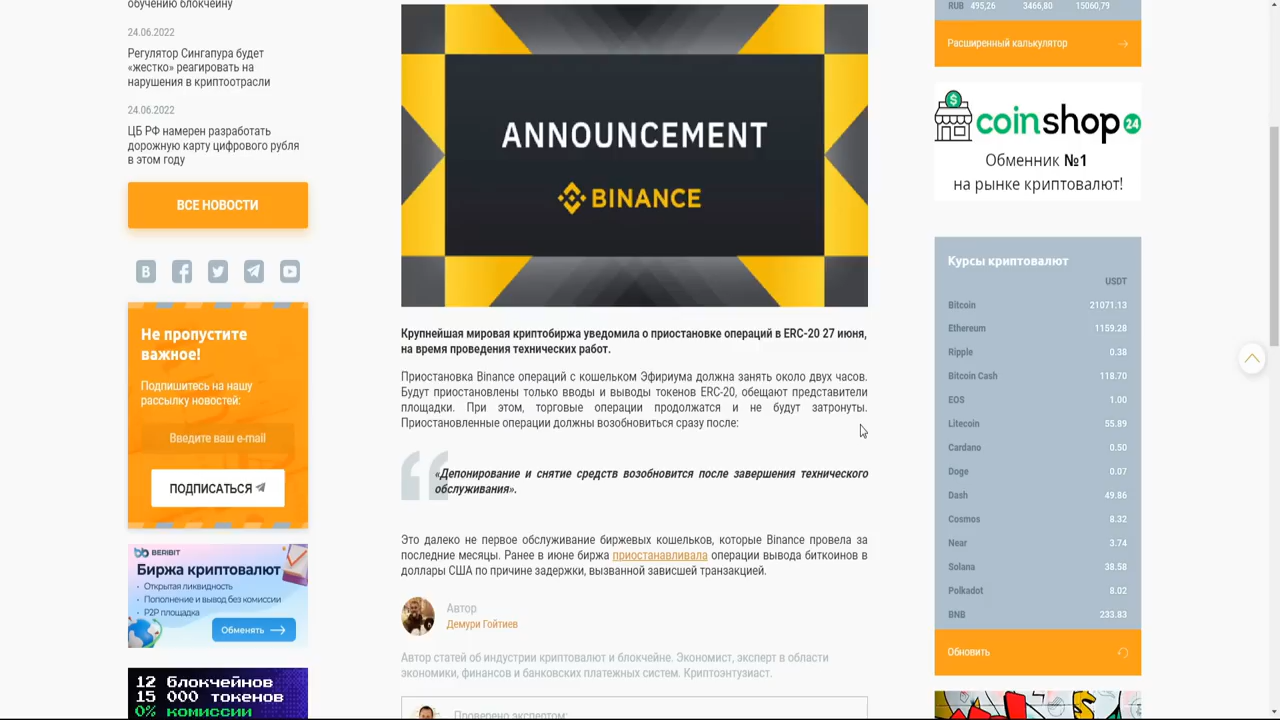 обучению блокчейну
24.06.2022
Регулятор Сингапура будет
«жестко» реагировать на
нарушения в криптоотрасли
24.06.2022
ЦБ РФ намерен разработать
дорожную карту цифрового рубля
в этом году
ВСЕ НОВОСТИ
Не пропустите
важное!
Подпишитесь на нашу
рассылку новостей:
Введите ваш e-mail
ПОДПИСАТЬСЯ
BERIBIT
Биржа криптовалют
· Открытая ликвидность
· Пополнение и вывод без комиссии
· P2P площадка
Обменять
12 блокчейнов
15 000 токенов
0% комиссии
ANNOUNCEMENT
BINANCE
Крупнейшая мировая криптобиржа уведомила о приостановке операций в ERC-20 27 июня,
на время проведения технических работ.
Приостановка Binance операций с кошельком Эфириума должна занять около двух часов.
Будут приостановлены только вводы и выводы токенов ERC-20, обещают представители
площадки. При этом, торговые операции продолжатся и не будут затронуты.
Приостановленные операции должны возобновиться сразу после:
«Депонирование и снятие средств возобновится после завершения технического
обслуживания».
Это далеко не первое обслуживание биржевых кошельков, которые Binance провела за
последние месяцы. Ранее в июне биржа приостанавливала операции вывода биткоинов в
доллары США по причине задержки, вызванной зависшей транзакцией.
Автор
Демури Гойтиев
Автор статей об индустрии криптовалют и блокчейне. Экономист, эксперт в области
экономики, финансов и банковских платежных систем. Криптоэнтузиаст.
Проверено экспертом:
RUB 495,26 3466,80 15060,79
Расширенный калькулятор
coinshop 24
Обменник №1
на рынке криптовалют!
Курсы криптовалют
USDT
Bitcoin 21071.13
Ethereum 1159.28
Ripple 0.38
Bitcoin Cash 118.70
EOS 1.00
Litecoin 55.89
Cardano 0.50
Doge 0.07
Dash 49.86
Cosmos 8.32
Near 3.74
Solana 38.58
Polkadot 8.02
BNB 233.83
Обновить